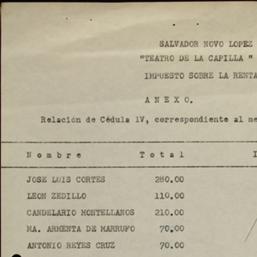 SALVADOR NOVO LOPEZ
"TEATRO DE LA CAPILLA "
IMPUESTO SOBRE LA RENTA
A N E X O.
Relación de Cédula IV, correspondiente al me
N o m b r e T o t a l I
JOSE LUIS CORTES 280.00
LEON ZEDILLO 110.00
CANDELARIO MONTELLANOS 210.00
MA. ARMENTA DE MARRUFO 70.00
ANTONIO REYES CRUZ 70.00